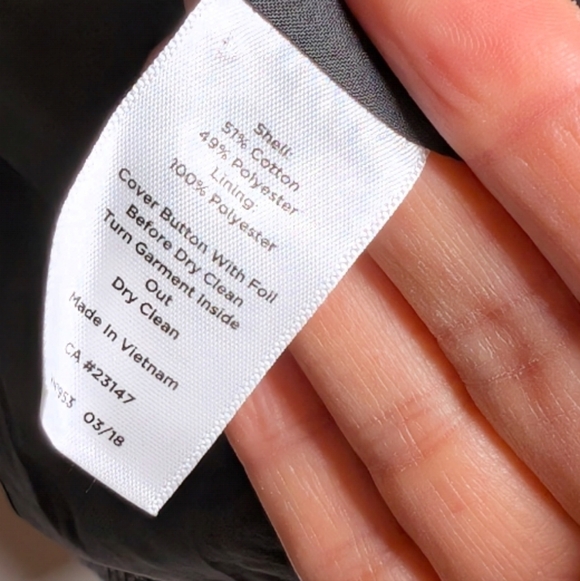 Shell:
57% Cotton
49% Polyester
Lining:
100% Polyester
Cover Button With Foil
Before Dry Clean
Turn Garment Inside
Out
Dry Clean
Made In Vietnam
CA #23147
03/18